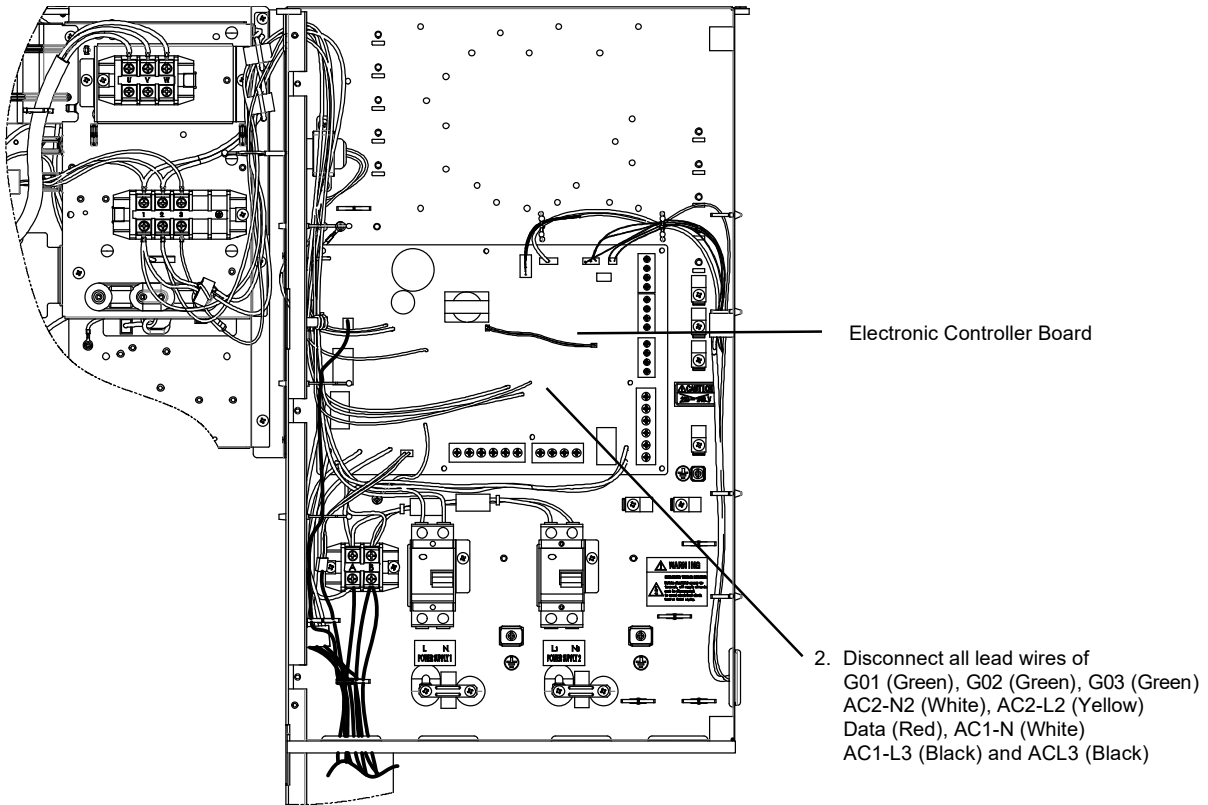 U V W
1 2 3
Electronic Controller Board
CAUTION
A B
WARNING
L N
POWER SUPPLY 1
L1 N1
POWER SUPPLY 2
2. Disconnect all lead wires of
G01 (Green), G02 (Green), G03 (Green)
AC2-N2 (White), AC2-L2 (Yellow)
Data (Red), AC1-N (White)
AC1-L3 (Black) and ACL3 (Black)